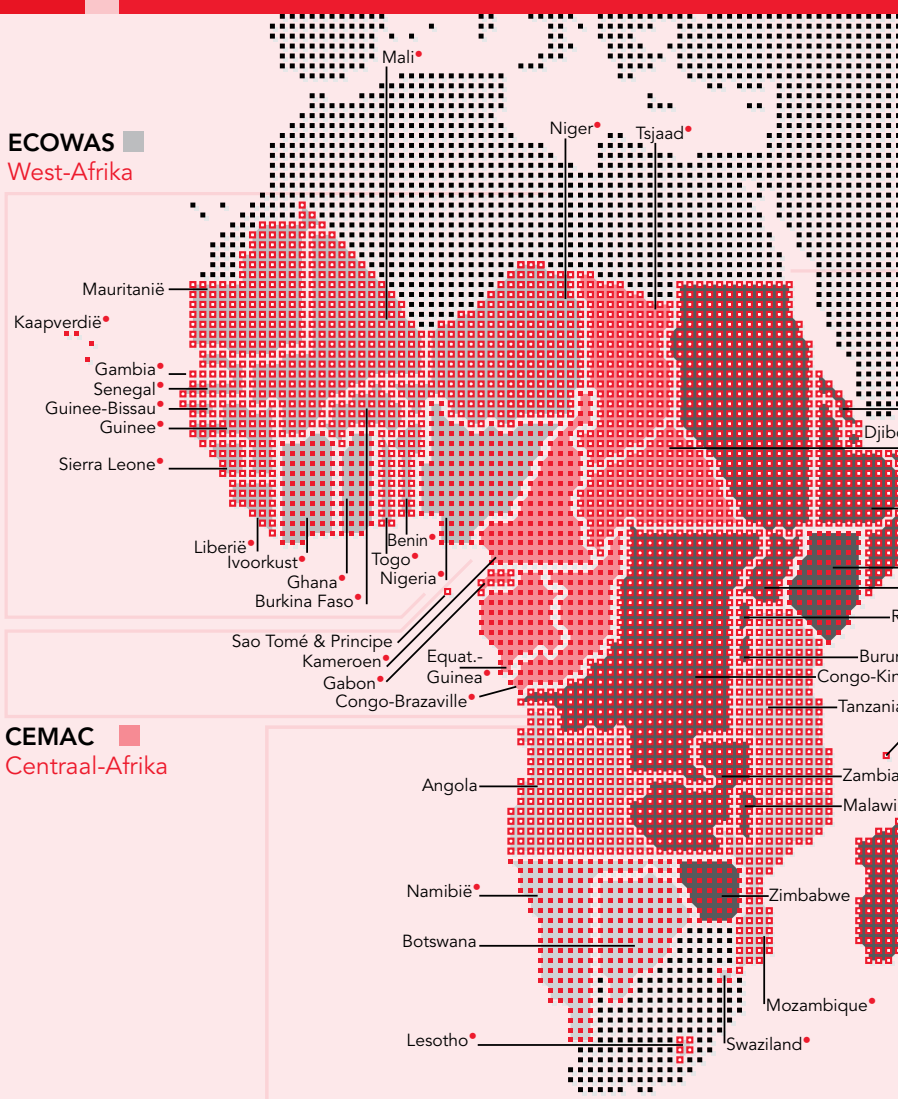 Mali
Niger
Tsjaad
ECOWAS
West-Afrika
Mauritanië
Kaapverdië
Gambia
Senegal
Guinee-Bissau
Guinee
Sierra Leone
Djib
Liberië
Ivoorkust
Ghana
Burkina Faso
Benin
Togo
Nigeria
Sao Tomé & Principe
Kameroen
Gabon
Congo-Brazaville
Equat.-
Guinea
R
Burun
Congo-Kin
Tanzania
CEMAC
Centraal-Afrika
Angola
Zambia
Malawi
Namibië
Zimbabwe
Botswana
Mozambique
Lesotho
Swaziland